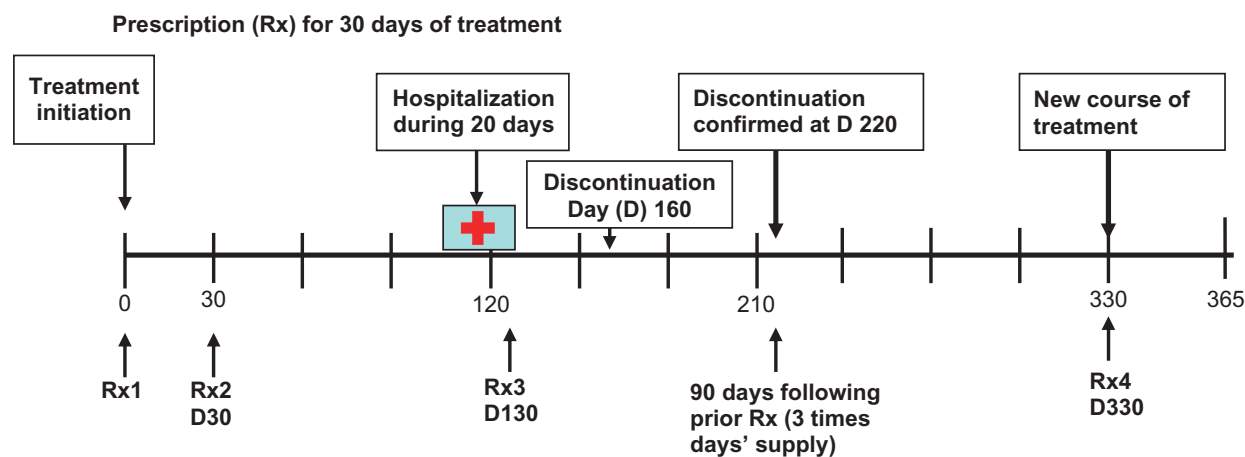 Prescription (Rx) for 30 days of treatment
Treatment
initiation
Hospitalization
during 20 days
Discontinuation
Day (D) 160
Discontinuation
confirmed at D 220
New course of
treatment
0
30
120
210
330
365
Rx1
Rx2
D30
Rx3
D130
90 days following
prior Rx (3 times
days’ supply)
Rx4
D330